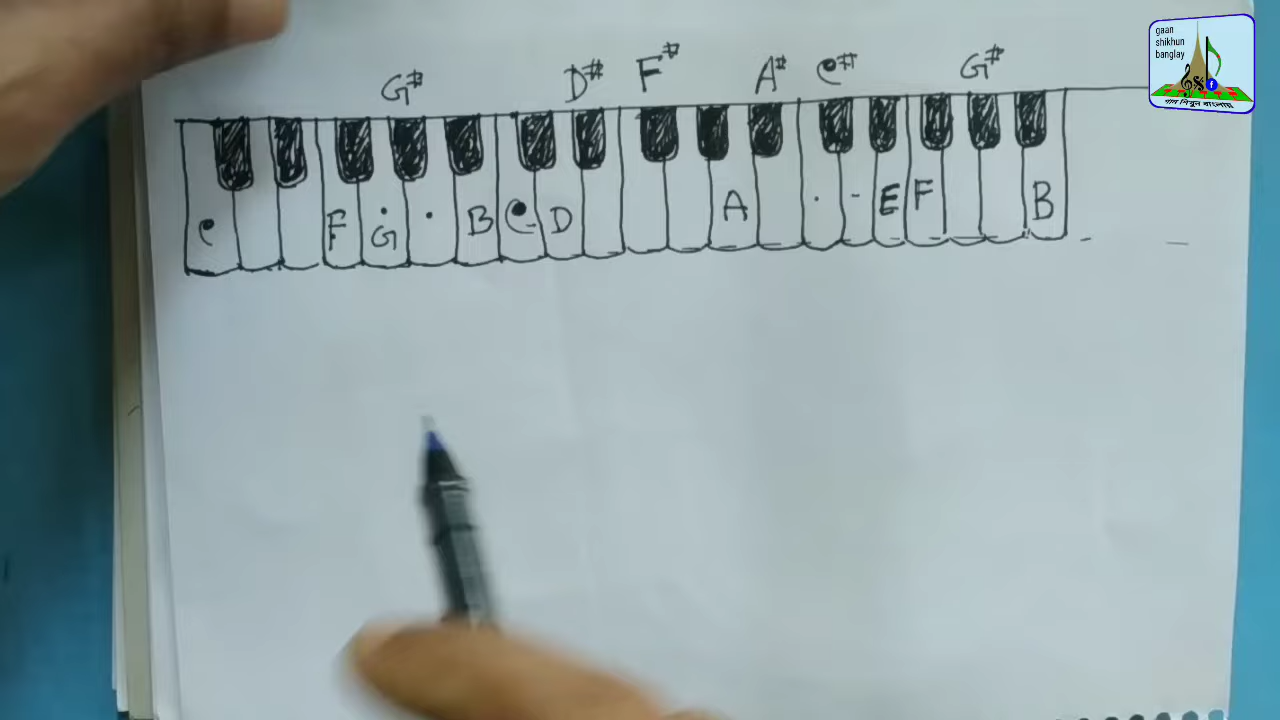 G# D# F# A# C# G#
C F G B C D A E F B
gaan
shikhun
banglay
গান শিখুন বাংলায়